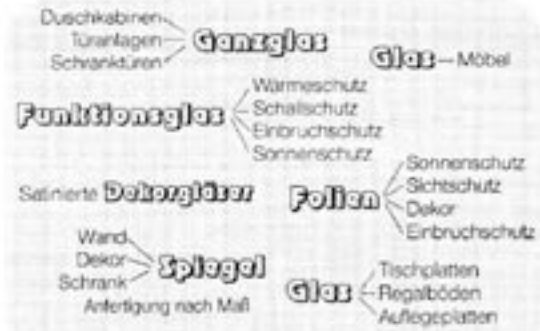 Duschkabinen
Türanlagen
Schranktüren
Ganzglas
Glas
Möbel
Funktionsglas
Wärmeschutz
Schallschutz
Einbruchschutz
Sonnenschutz
Satinierte Dekorgläser
Folien
Sonnenschutz
Sichtschutz
Dekor
Einbruchschutz
Wand
Dekor
Schrank
Spiegel
Anfertigung nach Maß
Glas
Tischplatten
Regalböden
Auflegeplatten